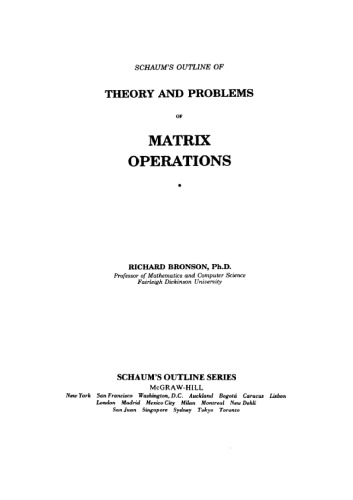 SCHAUM'S OUTLINE OF
THEORY AND PROBLEMS
OF
MATRIX
OPERATIONS
•
RICHARD BRONSON, Ph.D.
Professor of Mathematics and Computer Science
Fairleigh Dickinson University
SCHAUM'S OUTLINE SERIES
McGRAW-HILL
New York San Francisco Washington, D.C. Auckland Bogotá Caracas Lisbon
London Madrid Mexico City Milan Montreal New Dehli
San Juan Singapore Sydney Tokyo Toronto